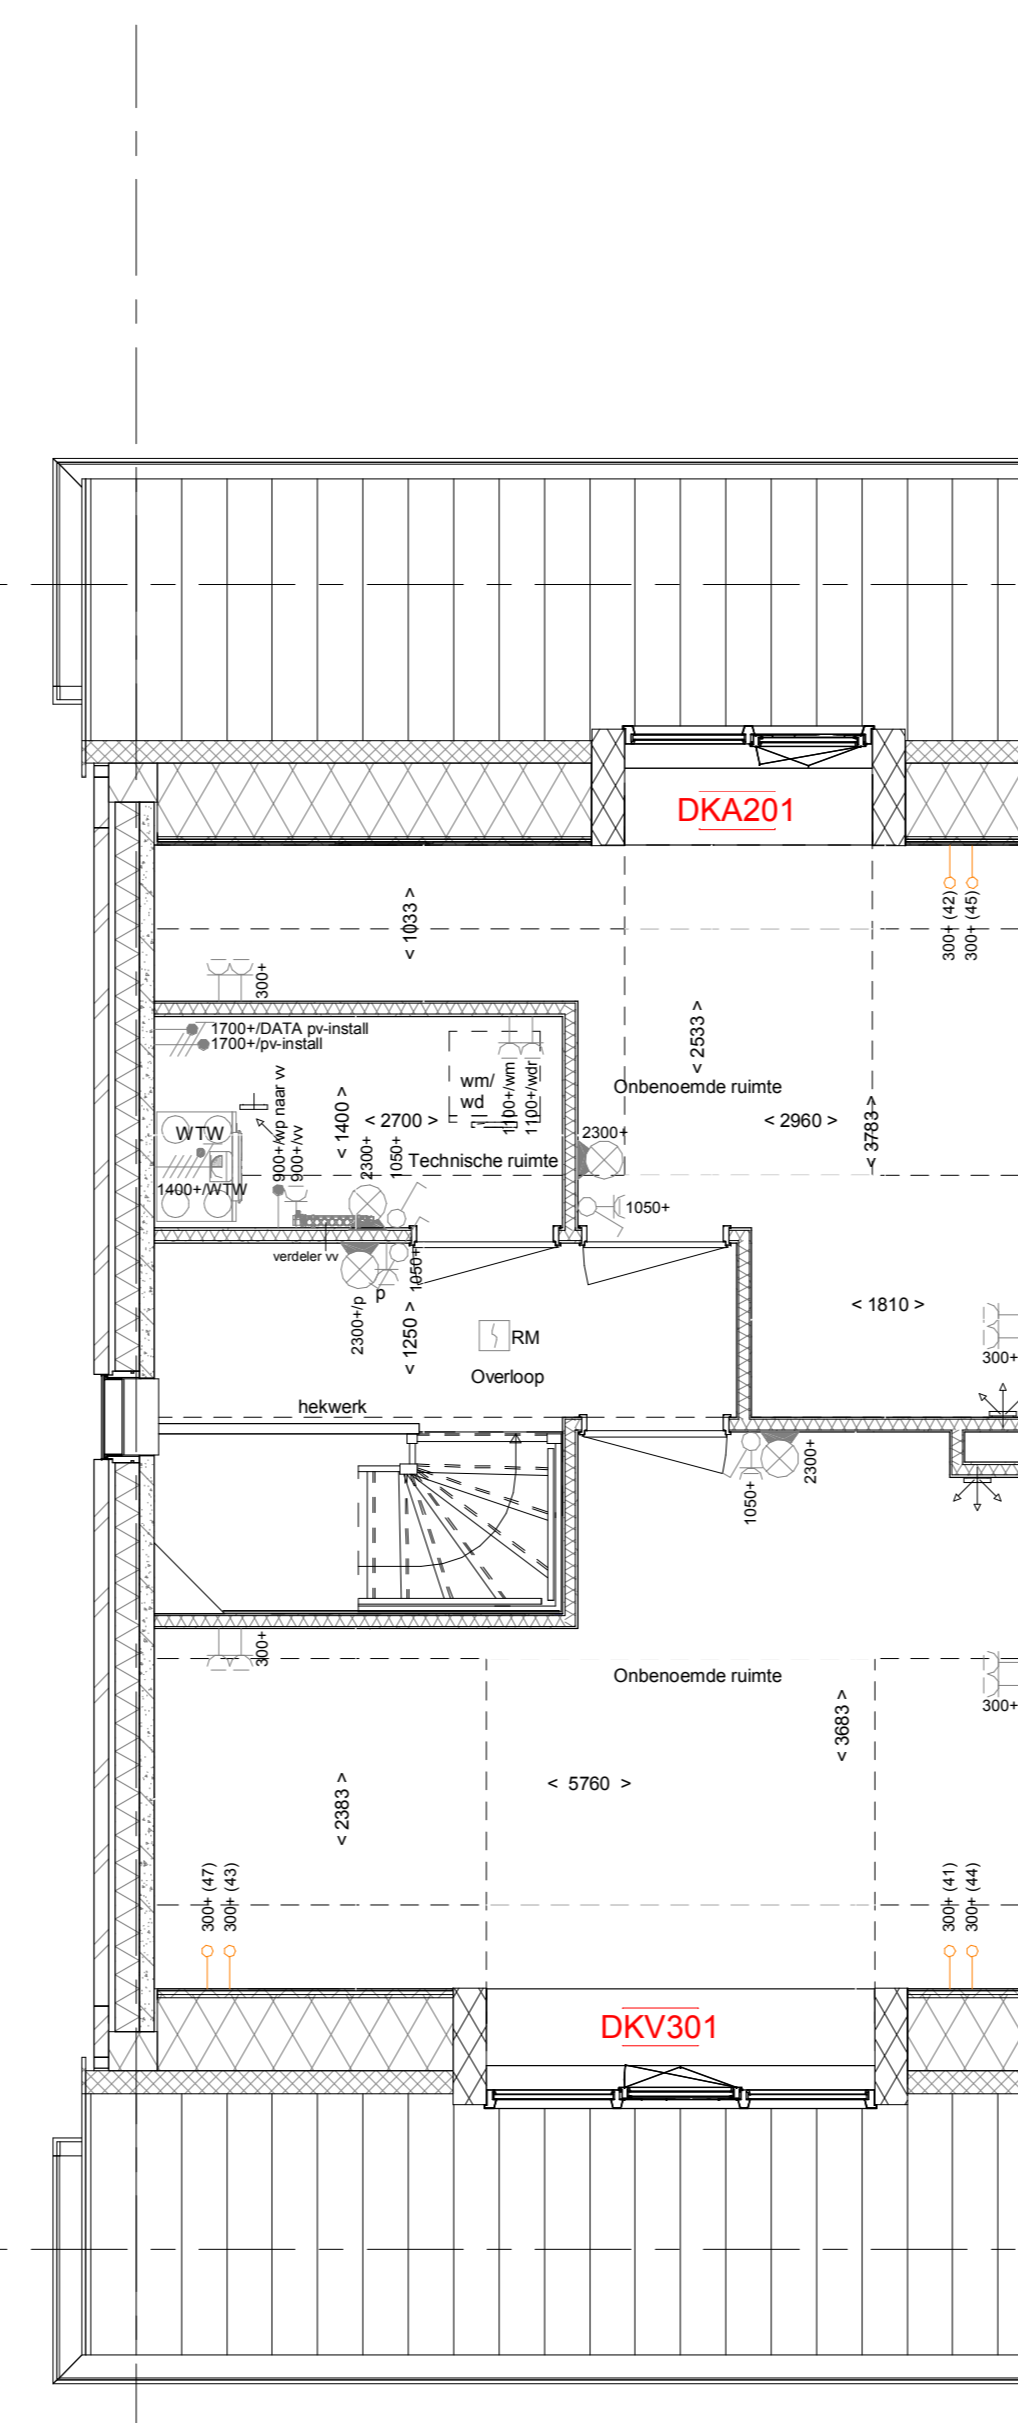 DKA201
< 1033 >
300+ (42)
300+ (45)
300+
1700+/DATA pv-install
1700+/pv-install
< 2533 >
Onbenoemde ruimte
wm/
wd
1100+/wm
1100+/wdr
< 1400 >
< 2700 >
< 2960 >
< 3783 >
WTW
1400+/WTW
900+/wp naar vv
900+/vv
2300+
1050+
Technische ruimte
2300+
1050+
verdeler vv
2300+/p
p
< 1250 >
1050+
RM
Overloop
< 1810 >
300+
hekwerk
1050+
2300+
300+
Onbenoemde ruimte
300+
< 3683 >
< 2383 >
< 5760 >
300+ (47)
300+ (43)
300+ (41)
300+ (44)
DKV301